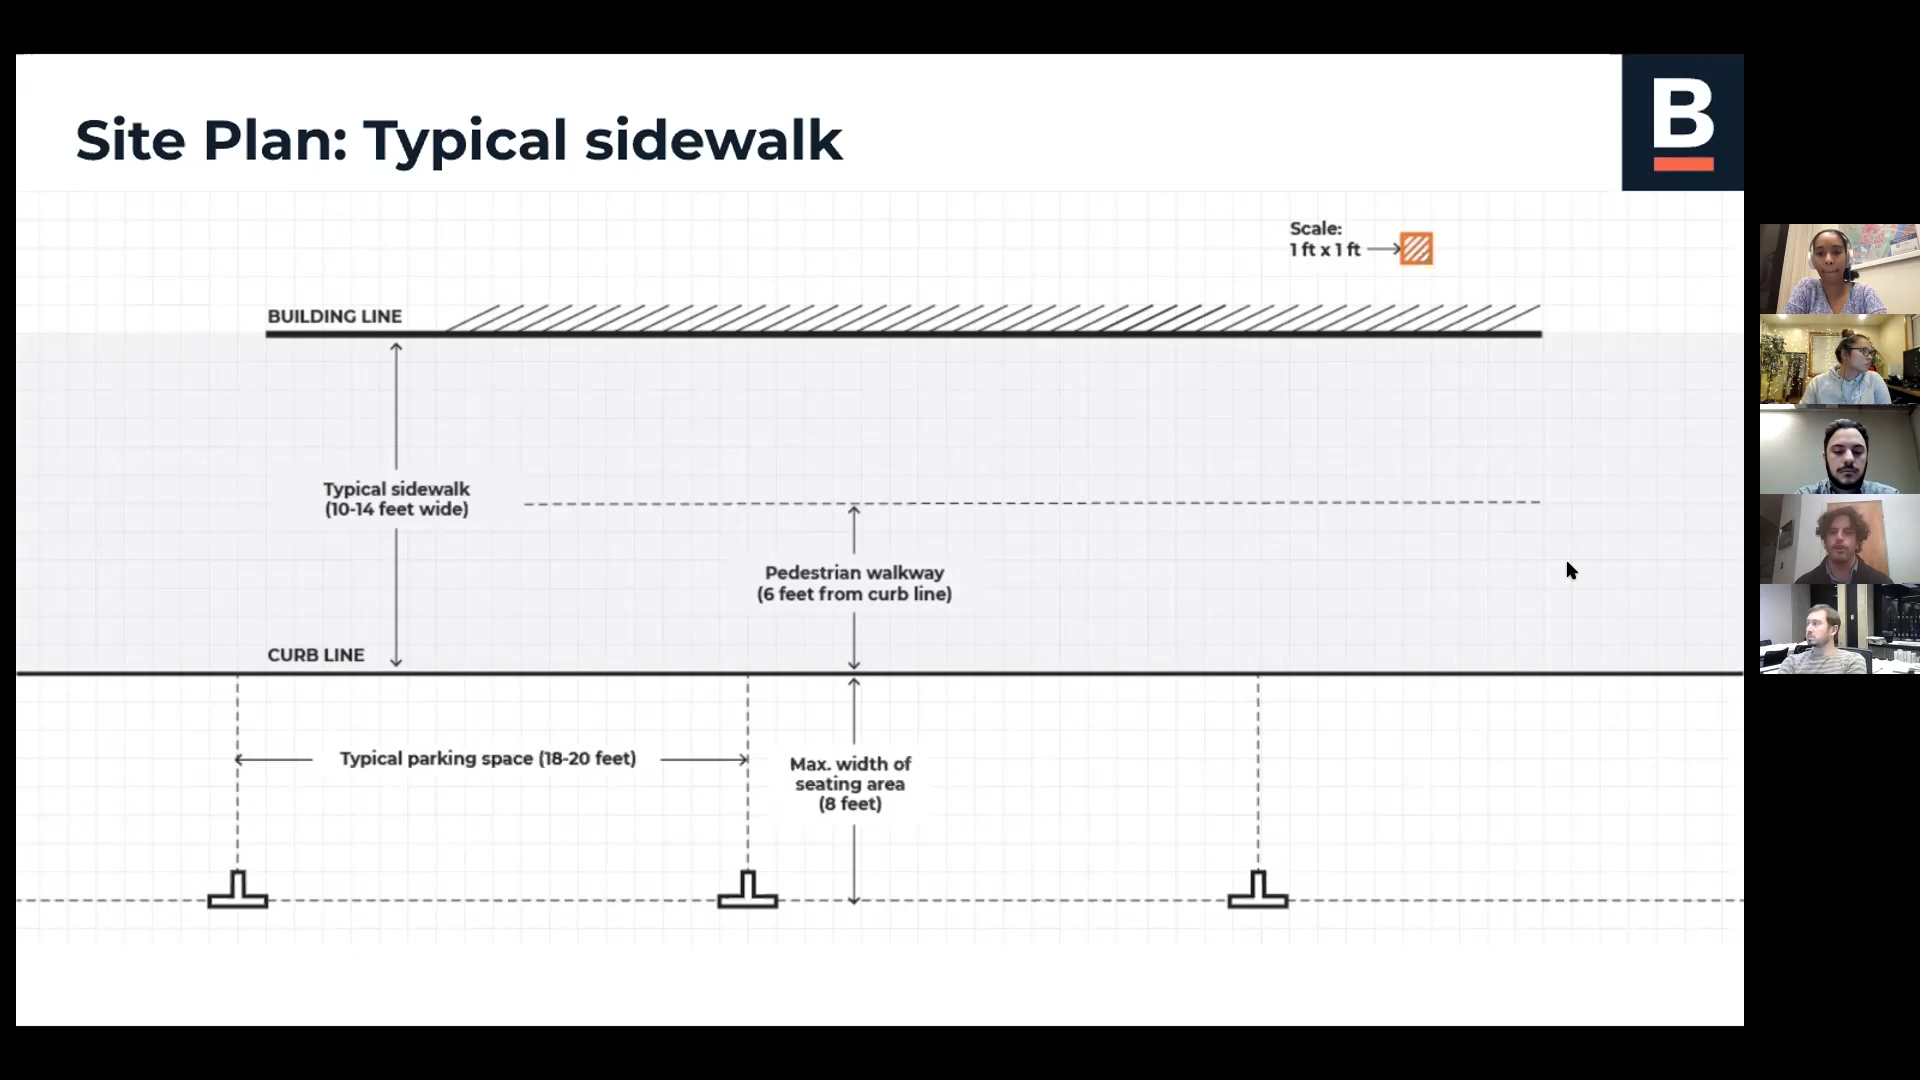 Site Plan: Typical sidewalk
B
Scale:
1 ft x 1 ft
BUILDING LINE
Typical sidewalk
(10-14 feet wide)
Pedestrian walkway
(6 feet from curb line)
CURB LINE
Typical parking space (18-20 feet)
Max. width of
seating area
(8 feet)